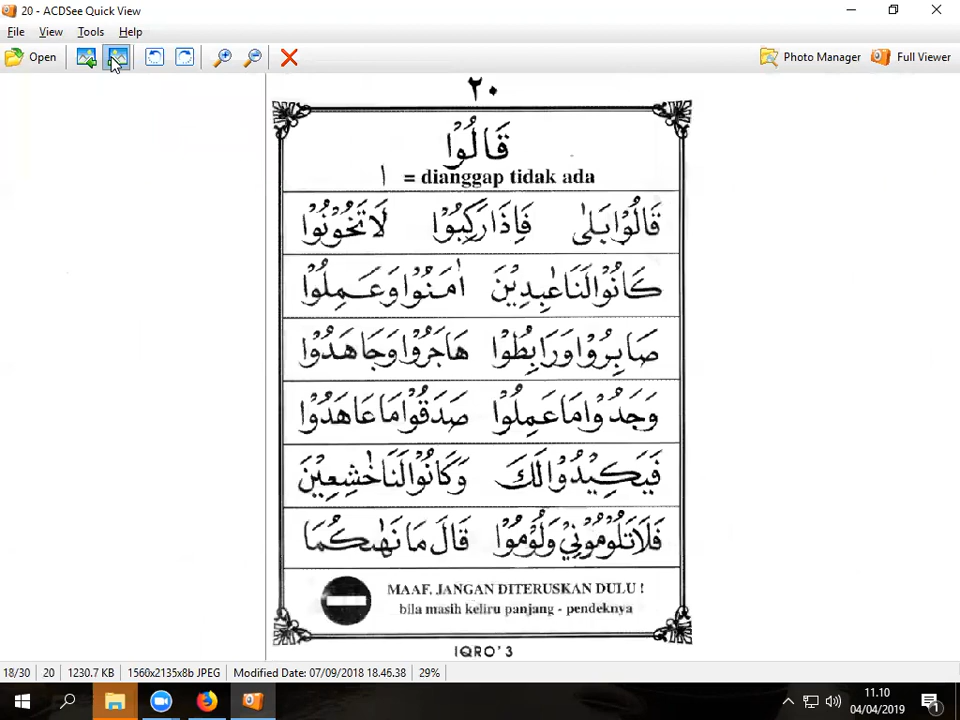 20 - ACDSee Quick View
File View Tools Help
Open Photo Manager Full Viewer
٢٠
قَالُوْا
ا = dianggap tidak ada
قَالُوْا بَلٰى فَاِذَا رَكِبُوْا لَا تَخُوْنُوْا
كَانُوْا لَنَا عٰبِدِيْنَ اٰمَنُوْا وَعَمِلُوْا
صَابِرُوْا وَرَابِطُوْا هَاجَرُوْا وَجَاهَدُوْا
وَجَدُوْا مَا عَمِلُوْا صَدَقُوْا مَا عَاهَدُوْا
فَيَكِيْدُوْا لَكَ وَكَانُوْا لَنَا خٰشِعِيْنَ
فَلَا تَلُوْمُوْنِيْ وَلُوْمُوْا قَالَ مَا نَهٰىكُمَا
MAAF, JANGAN DITERUSKAN DULU !
bila masih keliru panjang - pendeknya
IQRO' 3
18/30 20 1230.7 KB 1560x2135x8b JPEG Modified Date: 07/09/2018 18.46.38 29%
11.10
04/04/2019
1